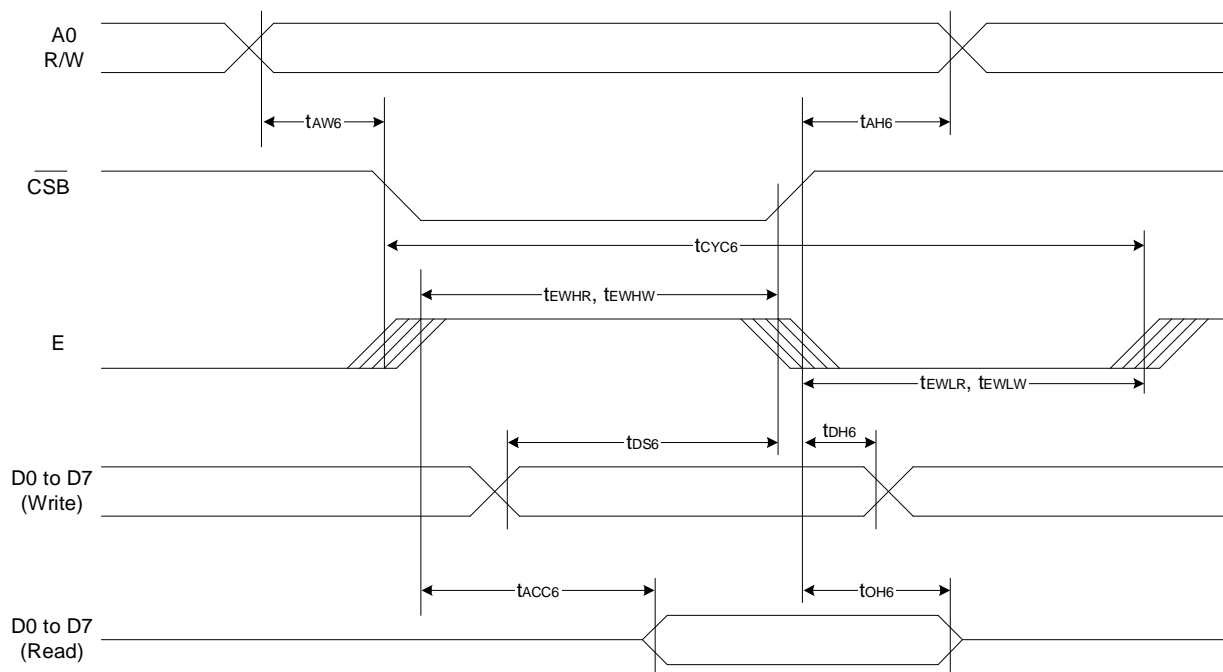 A0
R/W
tAW6
tAH6
CSB
tCYC6
tEWHR, tEWHW
E
tEWLR, tEWLW
tDS6
tDH6
D0 to D7
(Write)
tACC6
tOH6
D0 to D7
(Read)